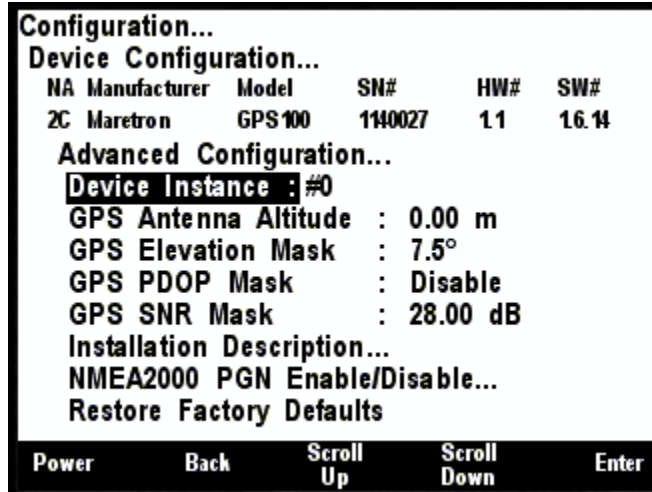 Configuration...
Device Configuration...
NA Manufacturer Model SN# HW# SW#
2C Maretron GPS100 1140027 1.1 1.6.14
Advanced Configuration...
Device Instance : #0
GPS Antenna Altitude : 0.00 m
GPS Elevation Mask : 7.5°
GPS PDOP Mask : Disable
GPS SNR Mask : 28.00 dB
Installation Description...
NMEA2000 PGN Enable/Disable...
Restore Factory Defaults
Power Back Scroll Up Scroll Down Enter